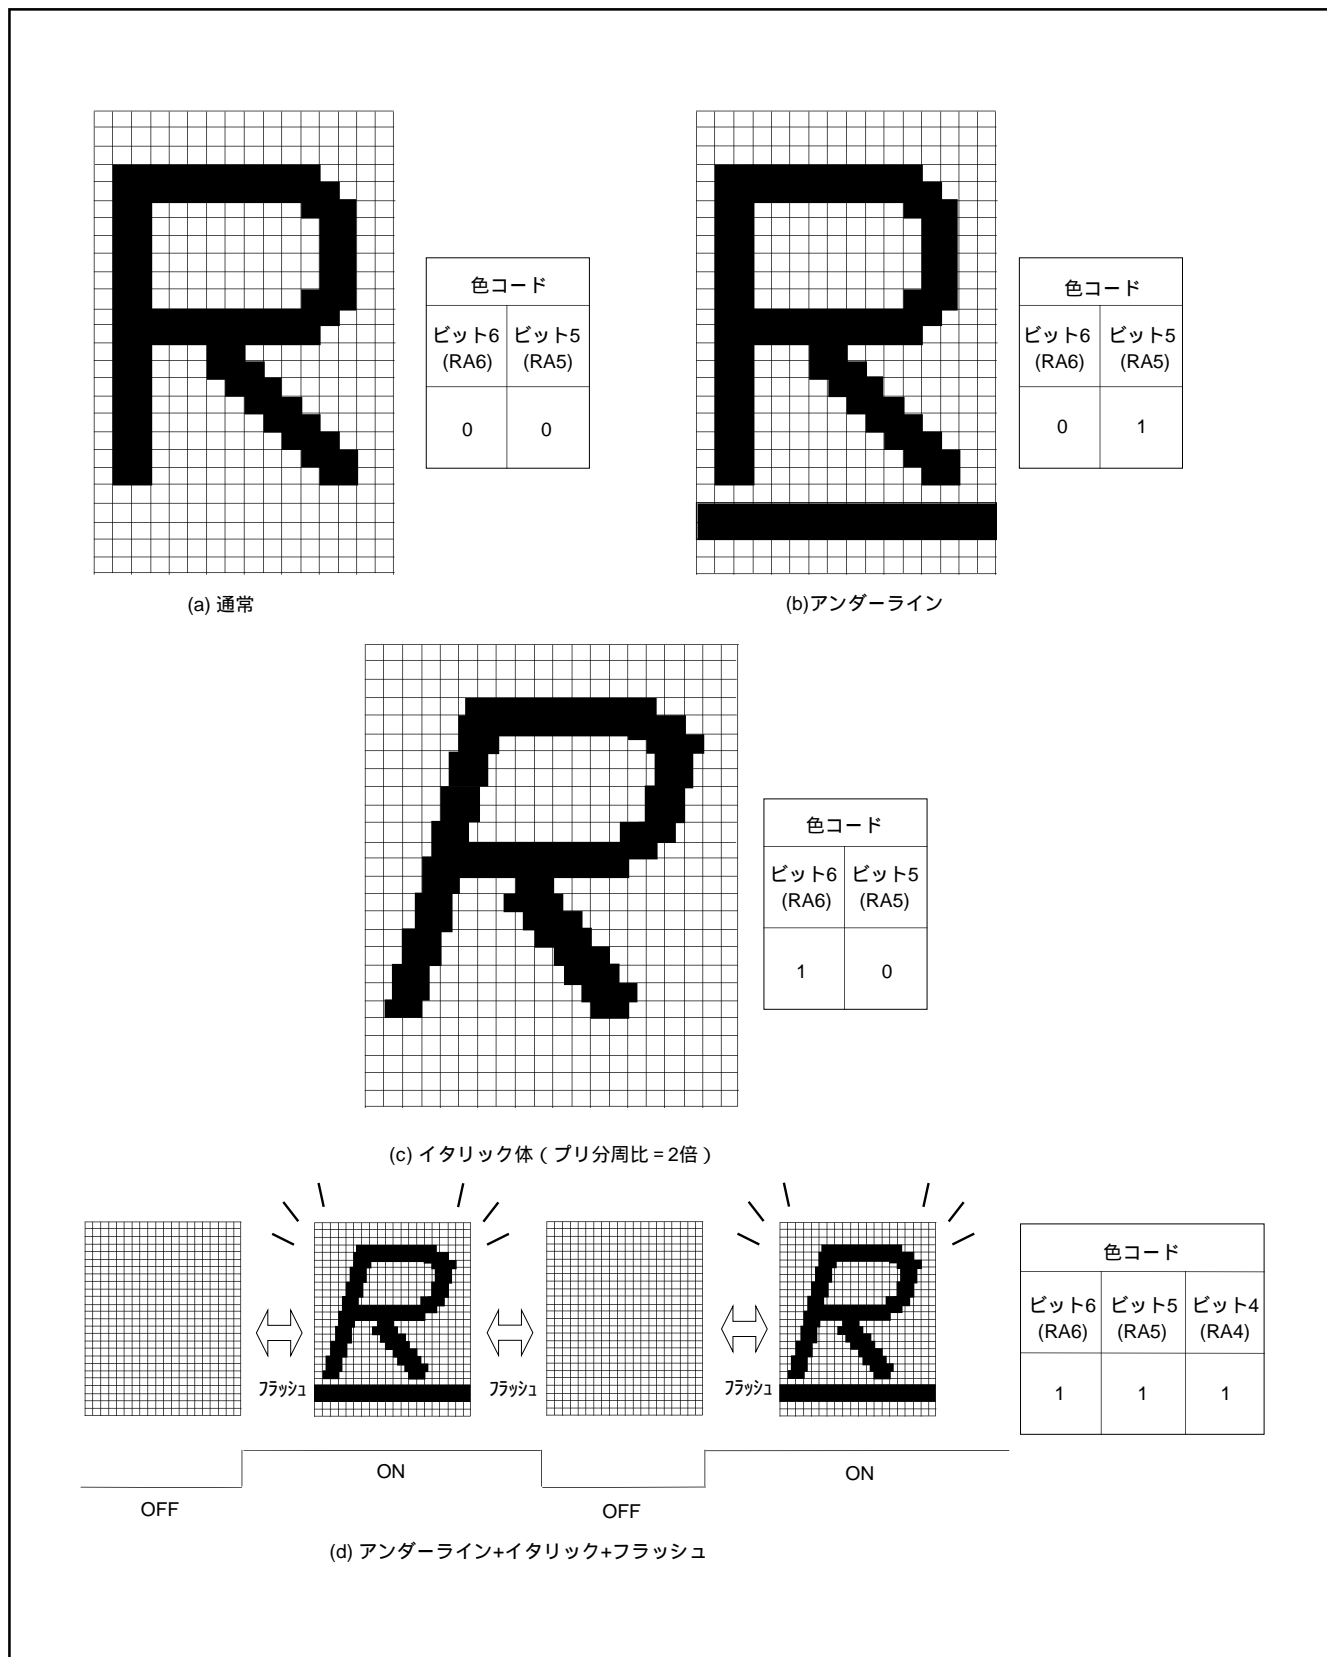 色コード
ビット6 ビット5
(RA6) (RA5)
0 0
(a) 通常
色コード
ビット6 ビット5
(RA6) (RA5)
0 1
(b)アンダーライン
色コード
ビット6 ビット5
(RA6) (RA5)
1 0
(c) イタリック体 ( プリ分周比 = 2倍 )
フラッシュ フラッシュ フラッシュ
色コード
ビット6 ビット5 ビット4
(RA6) (RA5) (RA4)
1 1 1
ON ON
OFF OFF
(d) アンダーライン+イタリック+フラッシュ